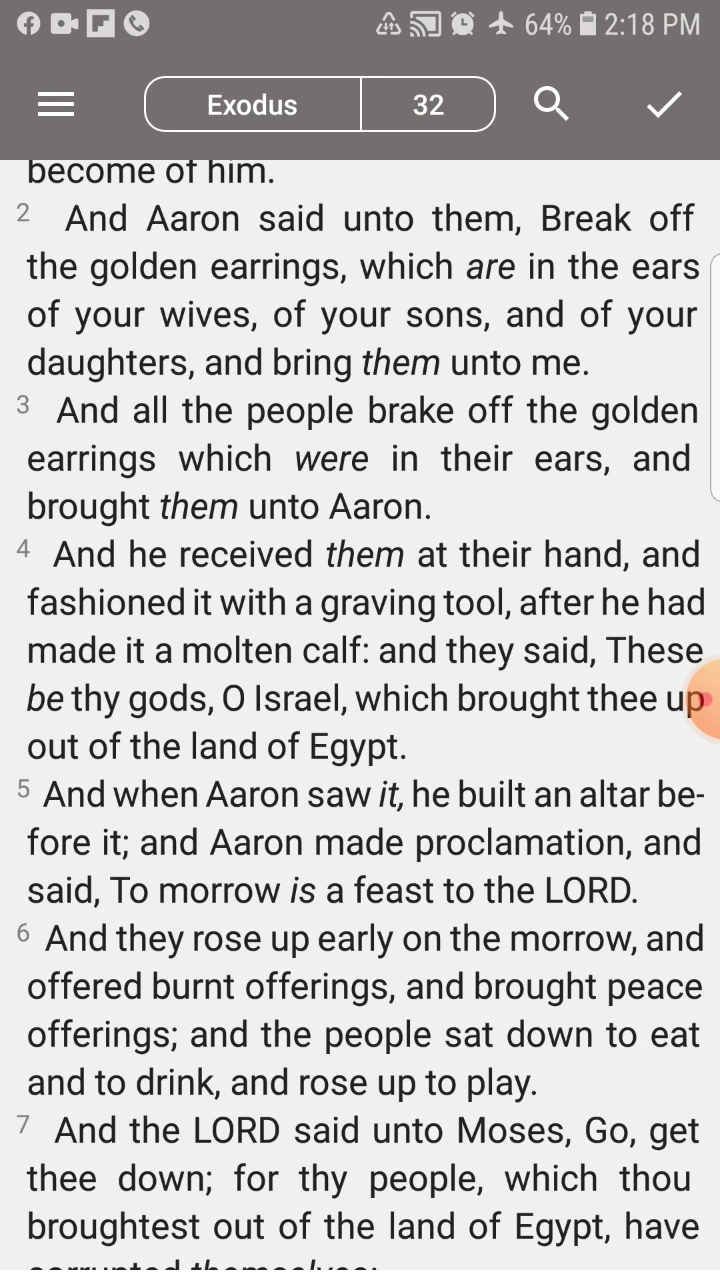 64% 2:18 PM
Exodus 32
become of him.
2 And Aaron said unto them, Break off
the golden earrings, which are in the ears
of your wives, of your sons, and of your
daughters, and bring them unto me.
3 And all the people brake off the golden
earrings which were in their ears, and
brought them unto Aaron.
4 And he received them at their hand, and
fashioned it with a graving tool, after he had
made it a molten calf: and they said, These
be thy gods, O Israel, which brought thee up
out of the land of Egypt.
5 And when Aaron saw it, he built an altar be-
fore it; and Aaron made proclamation, and
said, To morrow is a feast to the LORD.
6 And they rose up early on the morrow, and
offered burnt offerings, and brought peace
offerings; and the people sat down to eat
and to drink, and rose up to play.
7 And the LORD said unto Moses, Go, get
thee down; for thy people, which thou
broughtest out of the land of Egypt, have
corrupted themselves: